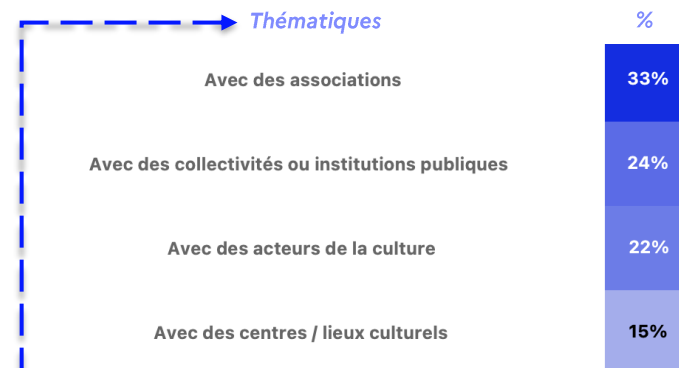 Thématiques %
Avec des associations 33%
Avec des collectivités ou institutions publiques 24%
Avec des acteurs de la culture 22%
Avec des centres / lieux culturels 15%